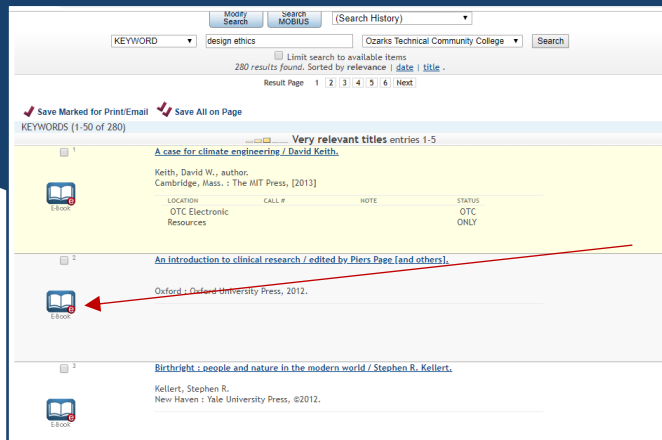 Modify Search
Search MOBIUS
(Search History)
KEYWORD design ethics Ozarks Technical Community College Search
Limit search to available items
280 results found. Sorted by relevance | date | title .
Result Page 1 2 3 4 5 6 Next
Save Marked for Print/Email Save All on Page
KEYWORDS (1-50 of 280)
Very relevant titles entries 1-5
1 A case for climate engineering / David Keith.
Keith, David W., author.
Cambridge, Mass. : The MIT Press, [2013]
E-Book
LOCATION CALL # NOTE STATUS
OTC Electronic Resources OTC ONLY
2 An introduction to clinical research / edited by Piers Page [and others].
Oxford : Oxford University Press, 2012.
E-Book
3 Birthright : people and nature in the modern world / Stephen R. Kellert.
Kellert, Stephen R.
New Haven : Yale University Press, ©2012.
E-Book